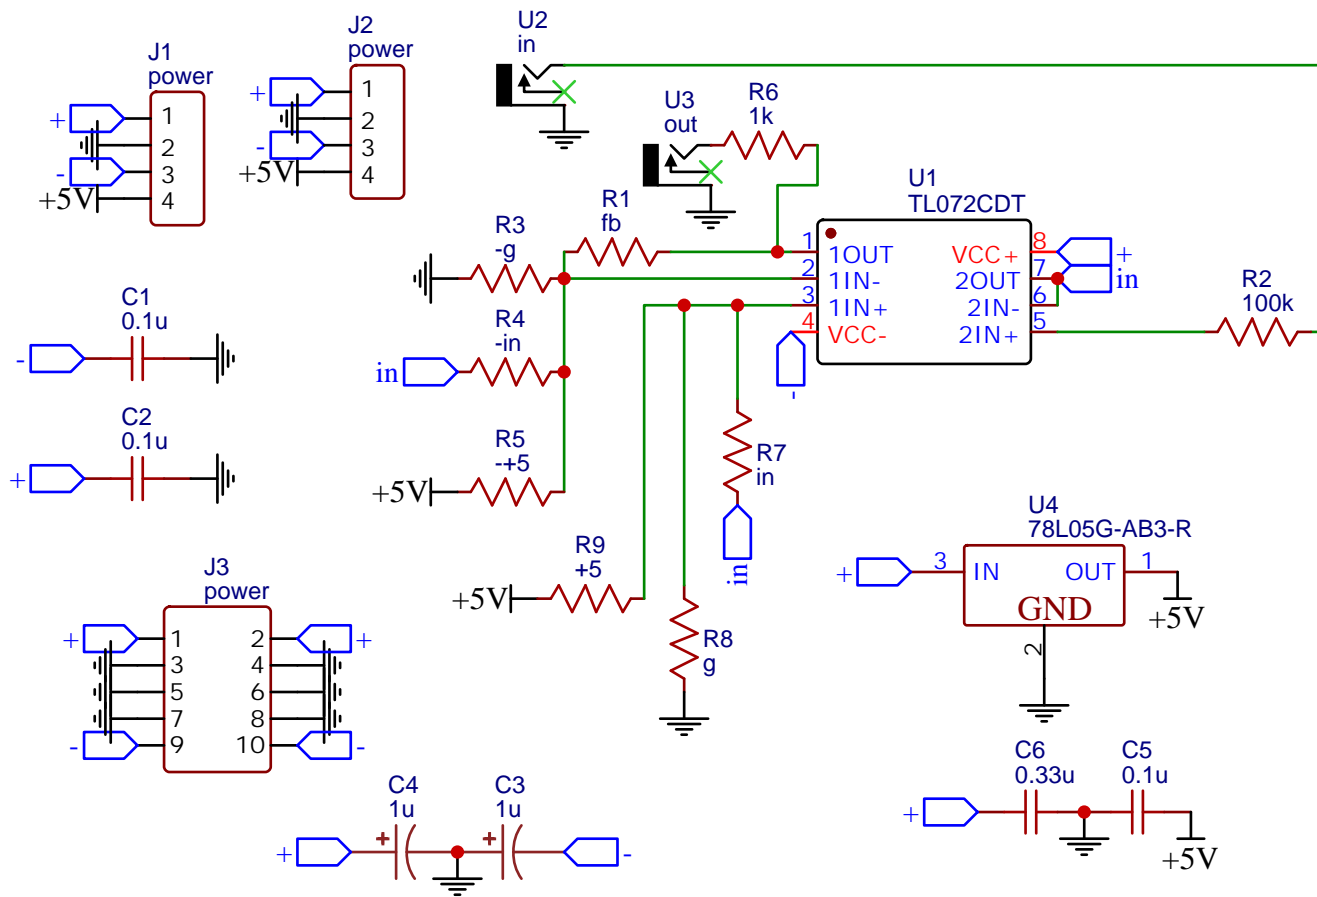 U2
in
J2
power
J1
power
+
1
2
-
3
+5V
4
+
1
2
-
3
+5V
4
R6
1k
U3
out
U1
TL072CDT
R1
fb
R3
-g
1
1OUT
VCC+
8
+
2
1IN-
2OUT
7
in
3
1IN+
2IN-
6
4
VCC-
2IN+
5
-
R2
100k
C1
0.1u
-
R4
-in
in
C2
0.1u
+
R5
-+5
+5V
R7
in
in
R9
+5
+5V
R8
g
U4
78L05G-AB3-R
+
3
IN
OUT
1
GND
+5V
2
J3
power
+
1
2
+
3
4
5
6
7
8
-
9
10
-
C4
1u
C3
1u
+
+
+
-
C6
0.33u
C5
0.1u
+
+5V